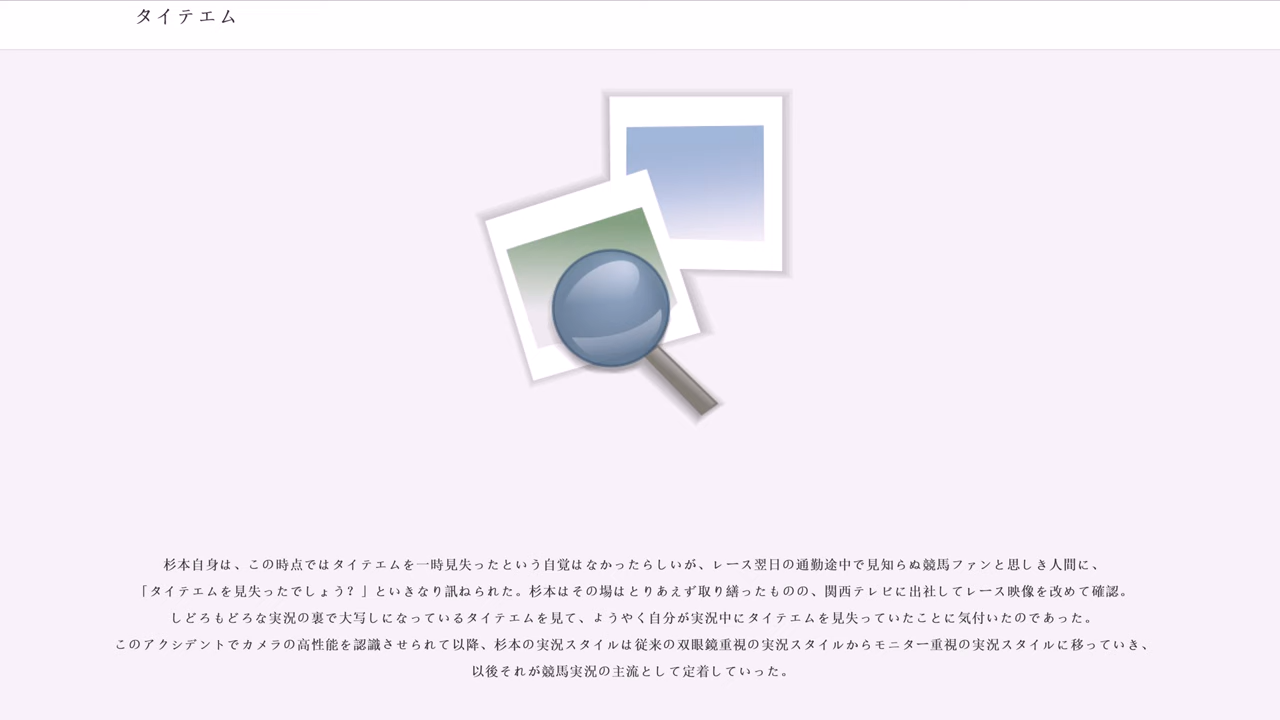 タイテエム
杉本自身は、この時点ではタイテエムを一時見失ったという自覚はなかったらしいが、レース翌日の通勤途中で見知らぬ競馬ファンと思しき人間に、
「タイテエムを見失ったでしょう？」といきなり訊ねられた。杉本はその場はとりあえず取り繕ったものの、関西テレビに出社してレース映像を改めて確認。
しどろもどろな実況の裏で大写しになっているタイテエムを見て、ようやく自分が実況中にタイテエムを見失っていたことに気付いたのであった。
このアクシデントでカメラの高性能を認識させられて以降、杉本の実況スタイルは従来の双眼鏡重視の実況スタイルからモニター重視の実況スタイルに移っていき、
以後それが競馬実況の主流として定着していった。